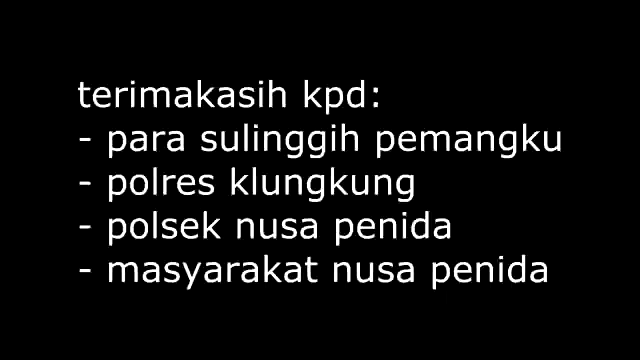 terimakasih kpd:
- para sulinggih pemangku
- polres klungkung
- polsek nusa penida
- masyarakat nusa penida